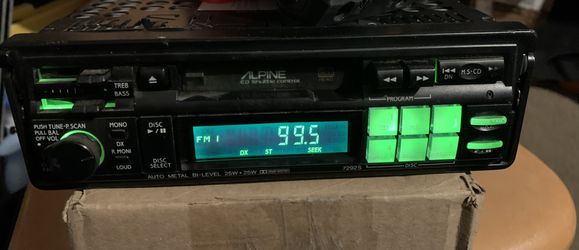 ALPINE
CD SHUTTLE CONTROL
TREB
BASS
DN
M.S•CD
PROGRAM
PUSH TUNE•P.SCAN
PULL BAL
OFF VOL
MONO
DX
R MONI
LOUD
DISC
DISC
SELECT
FM 1
99.5
DX ST SEEK
DISC
AUTO METAL BI-LEVEL 25W + 25W
7292S